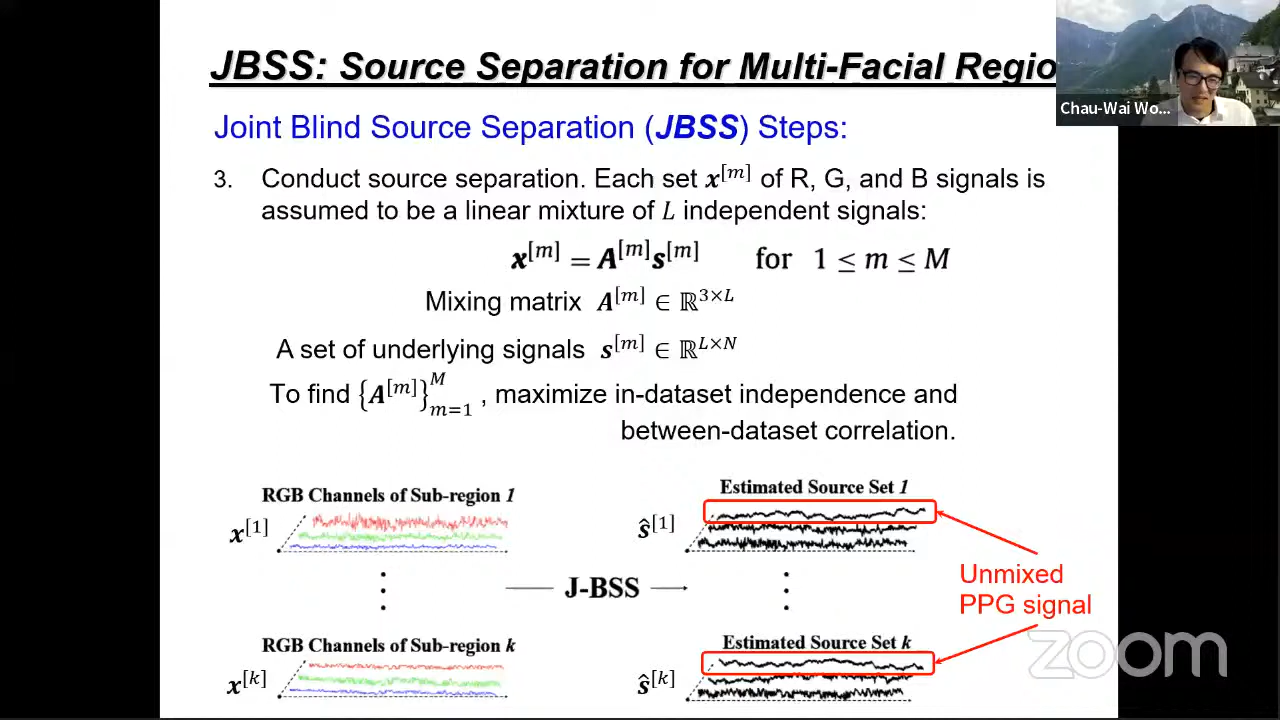 JBSS: Source Separation for Multi-Facial Regio
Chau-Wai Wo...
Joint Blind Source Separation (JBSS) Steps:
3. Conduct source separation. Each set x^[m] of R, G, and B signals is
assumed to be a linear mixture of L independent signals:
x^[m] = A^[m]s^[m] for 1 ≤ m ≤ M
Mixing matrix A^[m] ∈ ℝ^{3×L}
A set of underlying signals s^[m] ∈ ℝ^{L×N}
To find {A^[m]}_{m=1}^M , maximize in-dataset independence and
between-dataset correlation.
RGB Channels of Sub-region 1
Estimated Source Set 1
x^[1]
ŝ^[1]
Unmixed
PPG signal
J-BSS
RGB Channels of Sub-region k
Estimated Source Set k
x^[k]
ŝ^[k]
zoom